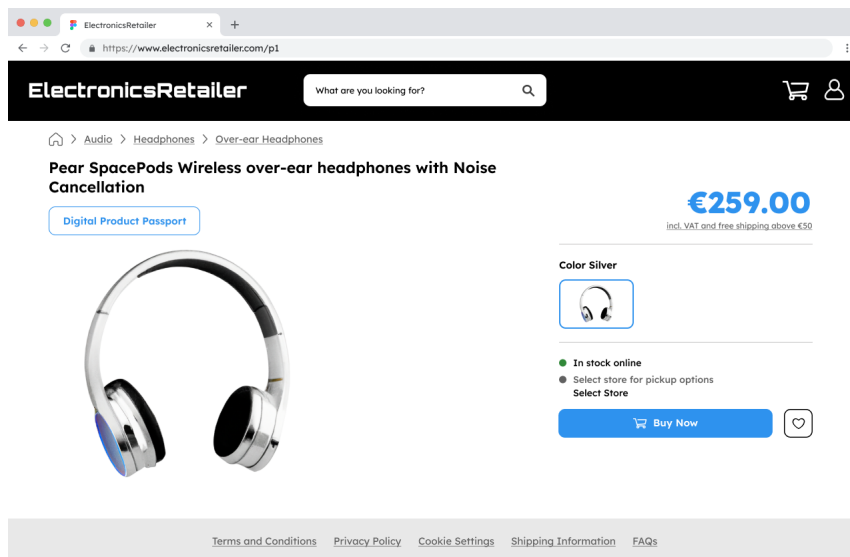 ElectronicsRetailer
https://www.electronicsretailer.com/p1
ElectronicsRetailer
What are you looking for?
Audio > Headphones > Over-ear Headphones
Pear SpacePods Wireless over-ear headphones with Noise
Cancellation
Digital Product Passport
€259.00
incl. VAT and free shipping above €50
Color Silver
In stock online
Select store for pickup options
Select Store
Buy Now
Terms and Conditions Privacy Policy Cookie Settings Shipping Information FAQs